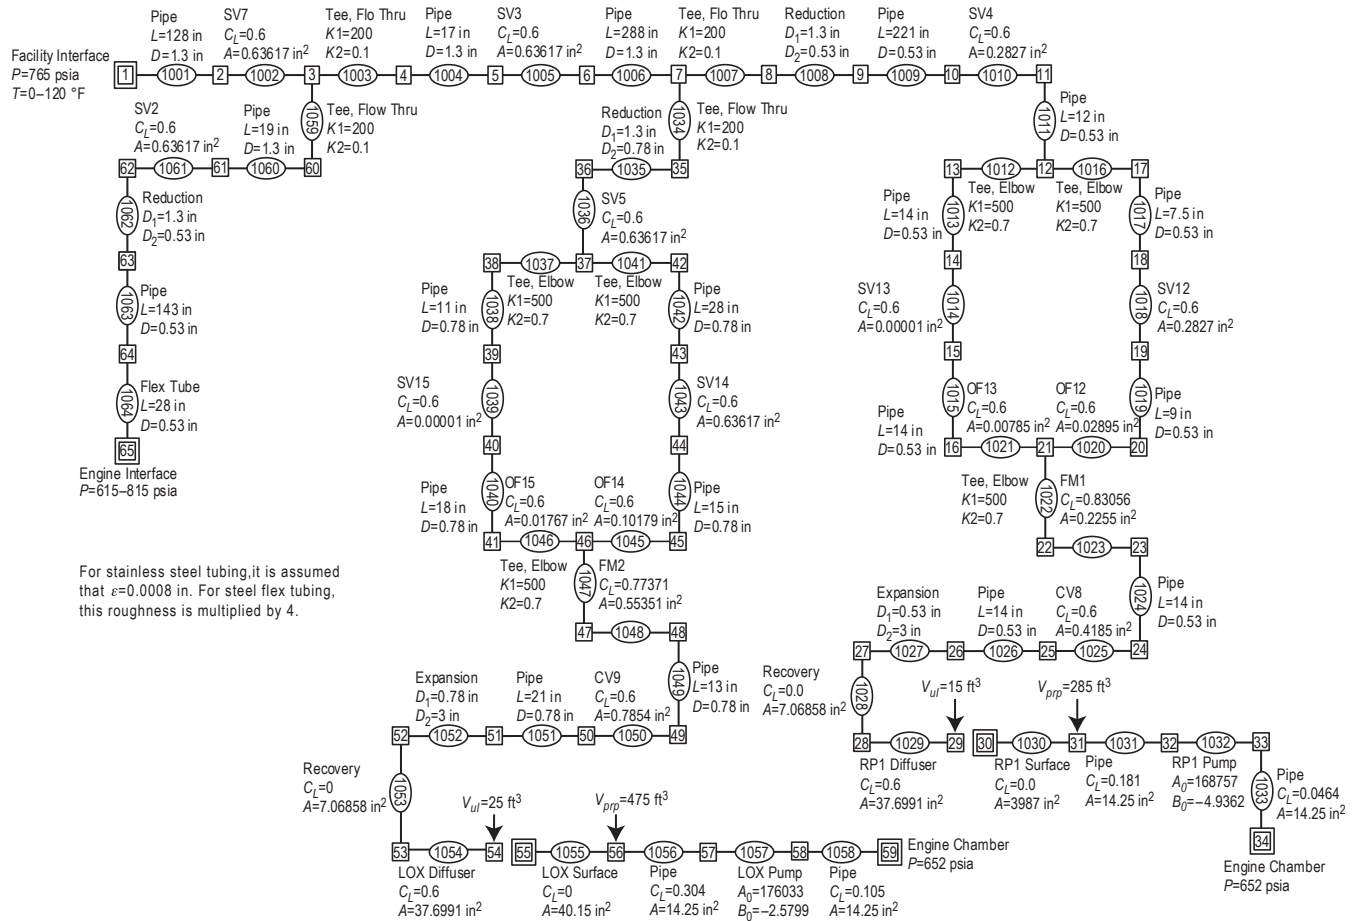 Facility Interface
P=765 psia
T=0–120 °F
1
Pipe
L=128 in
D=1.3 in
1001
2
SV7
C_L=0.6
A=0.63617 in²
1002
3
Tee, Flo Thru
K1=200
K2=0.1
1003
4
Pipe
L=17 in
D=1.3 in
1004
5
SV3
C_L=0.6
A=0.63617 in²
1005
6
Pipe
L=288 in
D=1.3 in
1006
7
Tee, Flo Thru
K1=200
K2=0.1
1007
8
Reduction
D₁=1.3 in
D₂=0.53 in
1008
9
Pipe
L=221 in
D=0.53 in
1009
10
SV4
C_L=0.6
A=0.2827 in²
1010
11
1059
Tee, Flow Thru
K1=200
K2=0.1
60
Pipe
L=19 in
D=1.3 in
1060
61
SV2
C_L=0.6
A=0.63617 in²
1061
62
1062
Reduction
D₁=1.3 in
D₂=0.53 in
63
1063
Pipe
L=143 in
D=0.53 in
64
1064
Flex Tube
L=28 in
D=0.53 in
65
Engine Interface
P=615–815 psia
For stainless steel tubing,it is assumed
that ε=0.0008 in. For steel flex tubing,
this roughness is multiplied by 4.
1034
Tee, Flow Thru
K1=200
K2=0.1
35
Reduction
D₁=1.3 in
D₂=0.78 in
1035
36
1036
SV5
C_L=0.6
A=0.63617 in²
37
1037
Tee, Elbow
K1=500
K2=0.7
38
1038
Pipe
L=11 in
D=0.78 in
39
SV15
C_L=0.6
A=0.00001 in²
1039
40
Pipe
L=18 in
D=0.78 in
1040
41
OF15
C_L=0.6
A=0.01767 in²
1046
46
1041
Tee, Elbow
K1=500
K2=0.7
42
1042
Pipe
L=28 in
D=0.78 in
43
1043
SV14
C_L=0.6
A=0.63617 in²
44
1044
Pipe
L=15 in
D=0.78 in
45
OF14
C_L=0.6
A=0.10179 in²
1045
Tee, Elbow
K1=500
K2=0.7
1047
FM2
C_L=0.77371
A=0.55351 in²
47
1048
48
1049
Pipe
L=13 in
D=0.78 in
49
CV9
C_L=0.6
A=0.7854 in²
1050
50
Pipe
L=21 in
D=0.78 in
1051
51
Expansion
D₁=0.78 in
D₂=3 in
1052
52
Recovery
C_L=0
A=7.06858 in²
1053
53
1054
LOX Diffuser
C_L=0.6
A=37.6991 in²
V_ul=25 ft³
54
55
1055
LOX Surface
C_L=0
A=40.15 in²
V_prp=475 ft³
56
1056
Pipe
C_L=0.304
A=14.25 in²
57
1057
LOX Pump
A₀=176033
B₀=–2.5799
58
1058
Pipe
C_L=0.105
A=14.25 in²
59
Engine Chamber
P=652 psia
1011
Pipe
L=12 in
D=0.53 in
12
1012
Tee, Elbow
K1=500
K2=0.7
13
1013
Pipe
L=14 in
D=0.53 in
14
SV13
C_L=0.6
A=0.00001 in²
1014
15
1015
Pipe
L=14 in
D=0.53 in
16
OF13
C_L=0.6
A=0.00785 in²
1021
21
1016
Tee, Elbow
K1=500
K2=0.7
17
1017
Pipe
L=7.5 in
D=0.53 in
18
1018
SV12
C_L=0.6
A=0.2827 in²
19
1019
Pipe
L=9 in
D=0.53 in
20
OF12
C_L=0.6
A=0.02895 in²
1020
Tee, Elbow
K1=500
K2=0.7
1022
FM1
C_L=0.83056
A=0.2255 in²
22
1023
23
1024
Pipe
L=14 in
D=0.53 in
24
CV8
C_L=0.6
A=0.4185 in²
1025
25
Pipe
L=14 in
D=0.53 in
1026
26
Expansion
D₁=0.53 in
D₂=3 in
1027
27
Recovery
C_L=0.0
A=7.06858 in²
1028
28
1029
RP1 Diffuser
C_L=0.6
A=37.6991 in²
V_ul=15 ft³
29
30
1030
RP1 Surface
C_L=0.0
A=3987 in²
V_prp=285 ft³
31
1031
Pipe
C_L=0.181
A=14.25 in²
32
1032
RP1 Pump
A₀=168757
B₀=–4.9362
33
1033
Pipe
C_L=0.0464
A=14.25 in²
34
Engine Chamber
P=652 psia